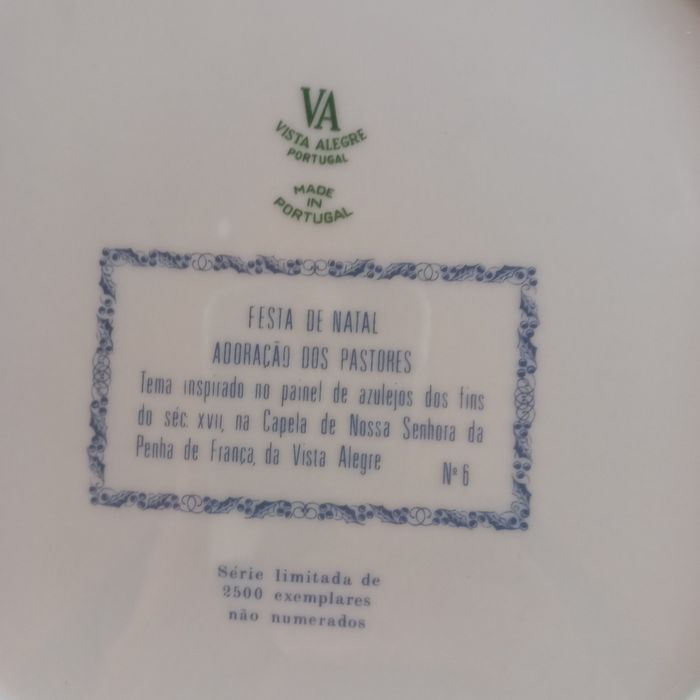 VA
VISTA ALEGRE
PORTUGAL
MADE
IN
PORTUGAL
FESTA DE NATAL
ADORAÇÃO DOS PASTORES
Tema inspirado no painel de azulejos dos fins
do séc. XVII, na Capela de Nossa Senhora da
Penha de França, da Vista Alegre
Nº 6
Série limitada de
2500 exemplares
não numerados